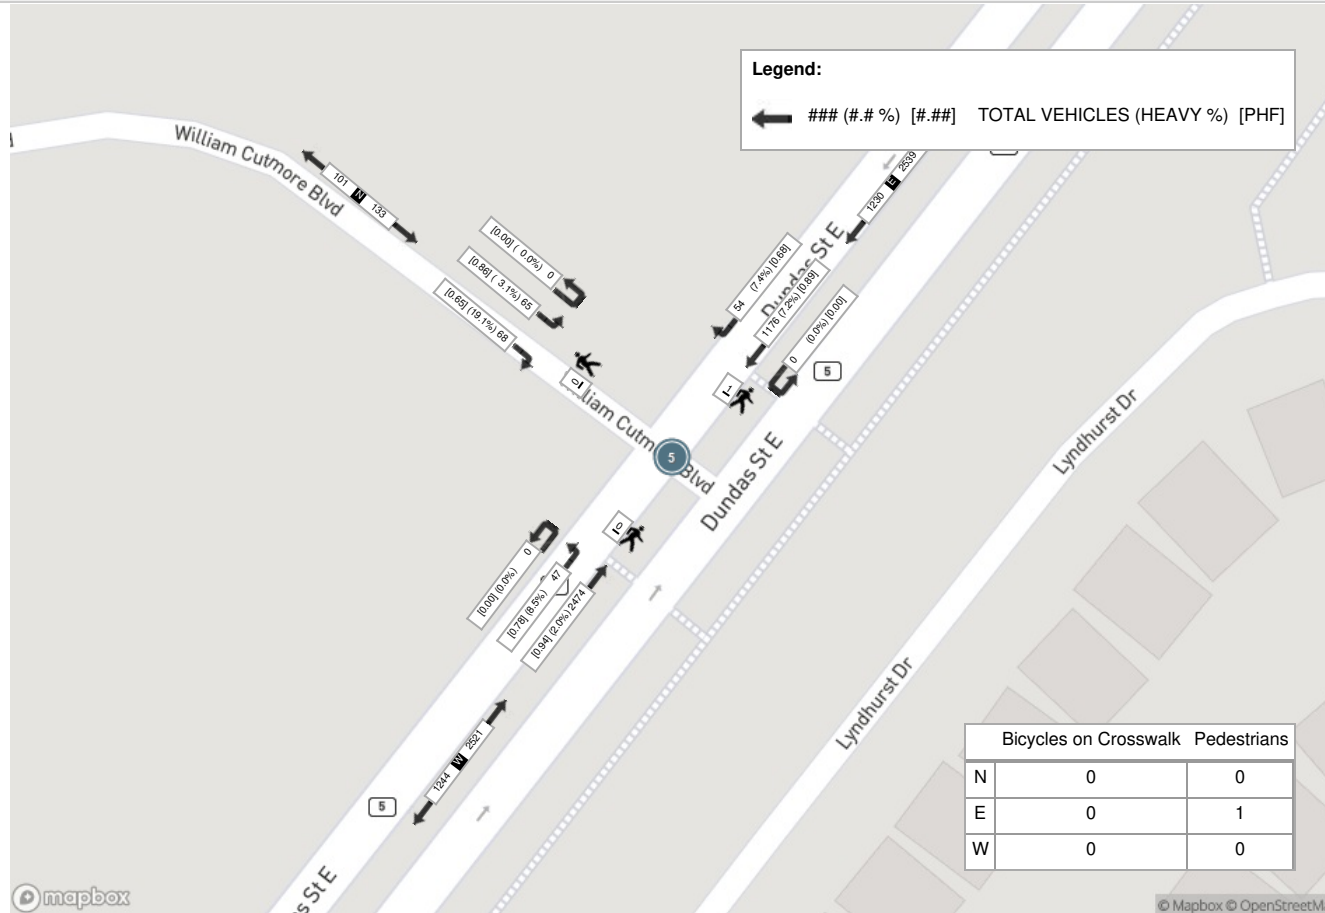 Legend:
### (#.# %) [#.##] TOTAL VEHICLES (HEAVY %) [PHF]
William Cutmore Blvd
101 N 133
[0.00] ( 0.0%) 0
[0.86] ( 3.1%) 65
[0.65] (19.1%) 68
1230 E 2539
Dundas St E
54 (7.4%) [0.68]
1176 (7.2%) [0.89]
0 (0.0%) [0.00]
5
0
1
lliam Cutm
5
Blvd
Dundas St E
Lyndhurst Dr
0
[0.00] (0.0%) 0
[0.78] (8.5%) 47
[0.94] (2.0%) 2474
1244 W 2521
5
Lyndhurst Dr
Bicycles on Crosswalk Pedestrians
N 0 0
E 0 1
W 0 0
as St E
mapbox
© Mapbox © OpenStreetM